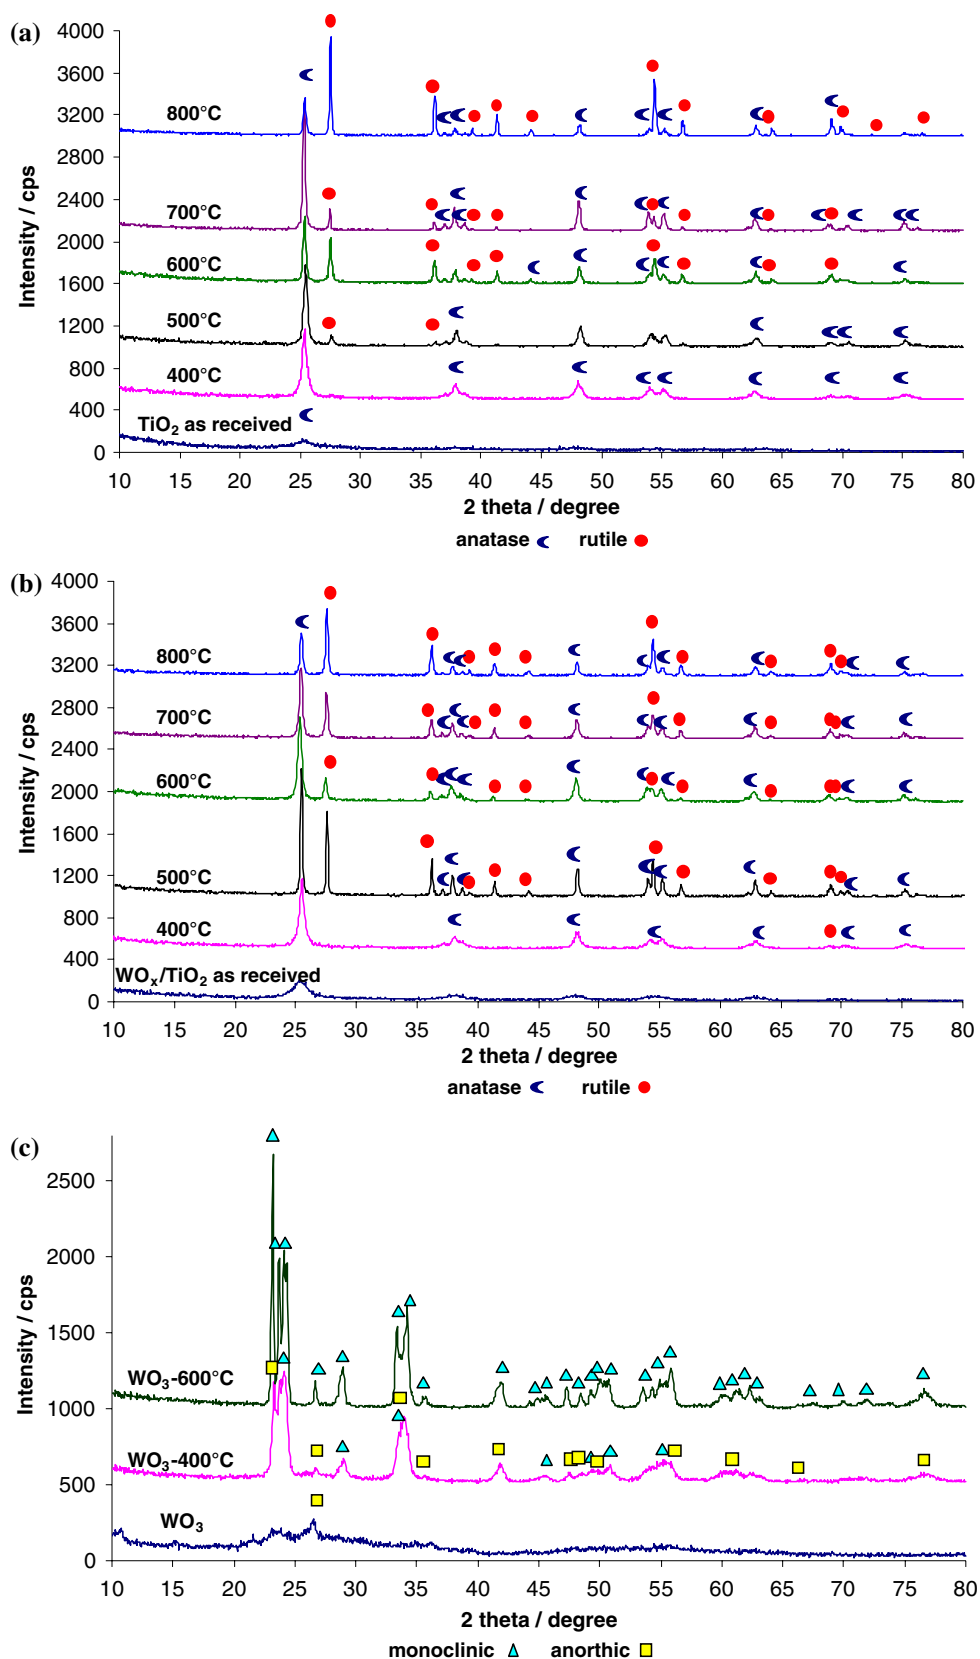 (a)
4000
3600
3200
2800
2400
2000
1600
1200
800
400
0
Intensity / cps
800°C
700°C
600°C
500°C
400°C
TiO2 as received
10 15 20 25 30 35 40 45 50 55 60 65 70 75 80
2 theta / degree
anatase rutile
(b)
4000
3600
3200
2800
2400
2000
1600
1200
800
400
0
Intensity / cps
800°C
700°C
600°C
500°C
400°C
WOx/TiO2 as received
10 15 20 25 30 35 40 45 50 55 60 65 70 75 80
2 theta / degree
anatase rutile
(c)
2500
2000
1500
1000
500
0
Intensity / cps
WO3-600°C
WO3-400°C
WO3
10 15 20 25 30 35 40 45 50 55 60 65 70 75 80
2 theta / degree
monoclinic anorthic